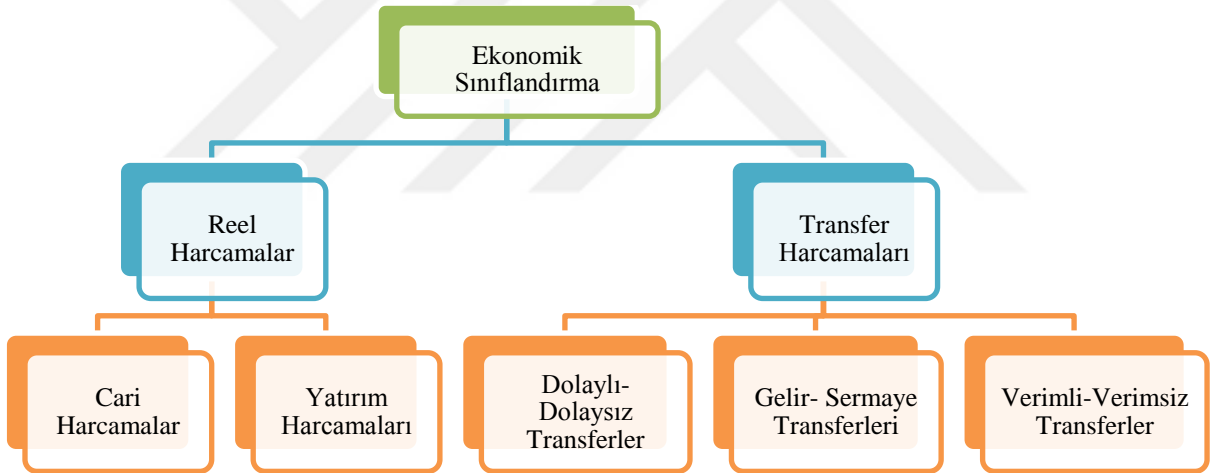 Ekonomik
Sınıflandırma
Reel
Harcamalar
Transfer
Harcamaları
Cari
Harcamalar
Yatırım
Harcamaları
Dolaylı-
Dolaysız
Transferler
Gelir- Sermaye
Transferleri
Verimli-Verimsiz
Transferler